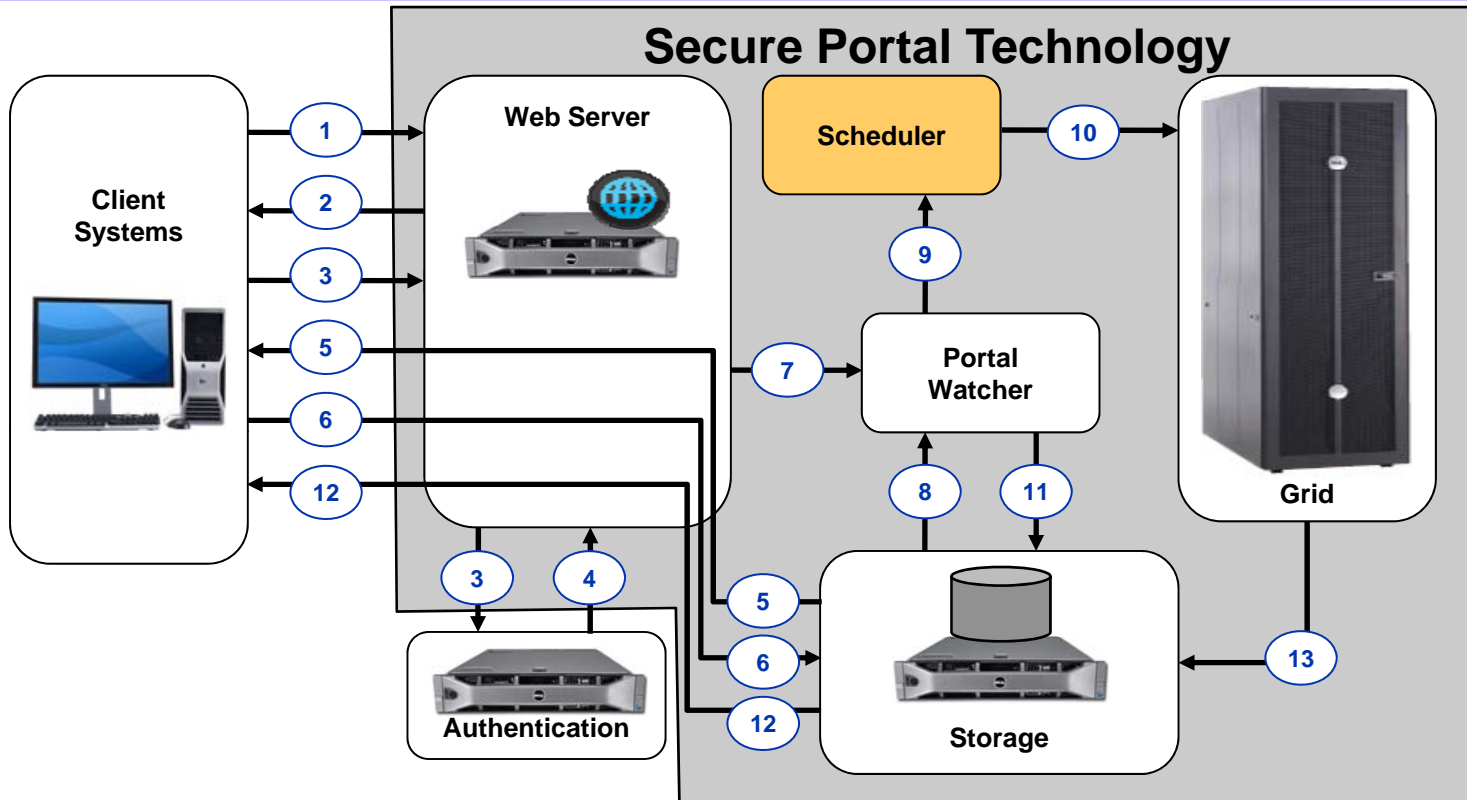 Secure Portal Technology
Client
Systems
Web Server
Scheduler
Portal
Watcher
Grid
Authentication
Storage
1
2
3
5
6
12
7
9
10
8
11
3
4
5
6
12
13